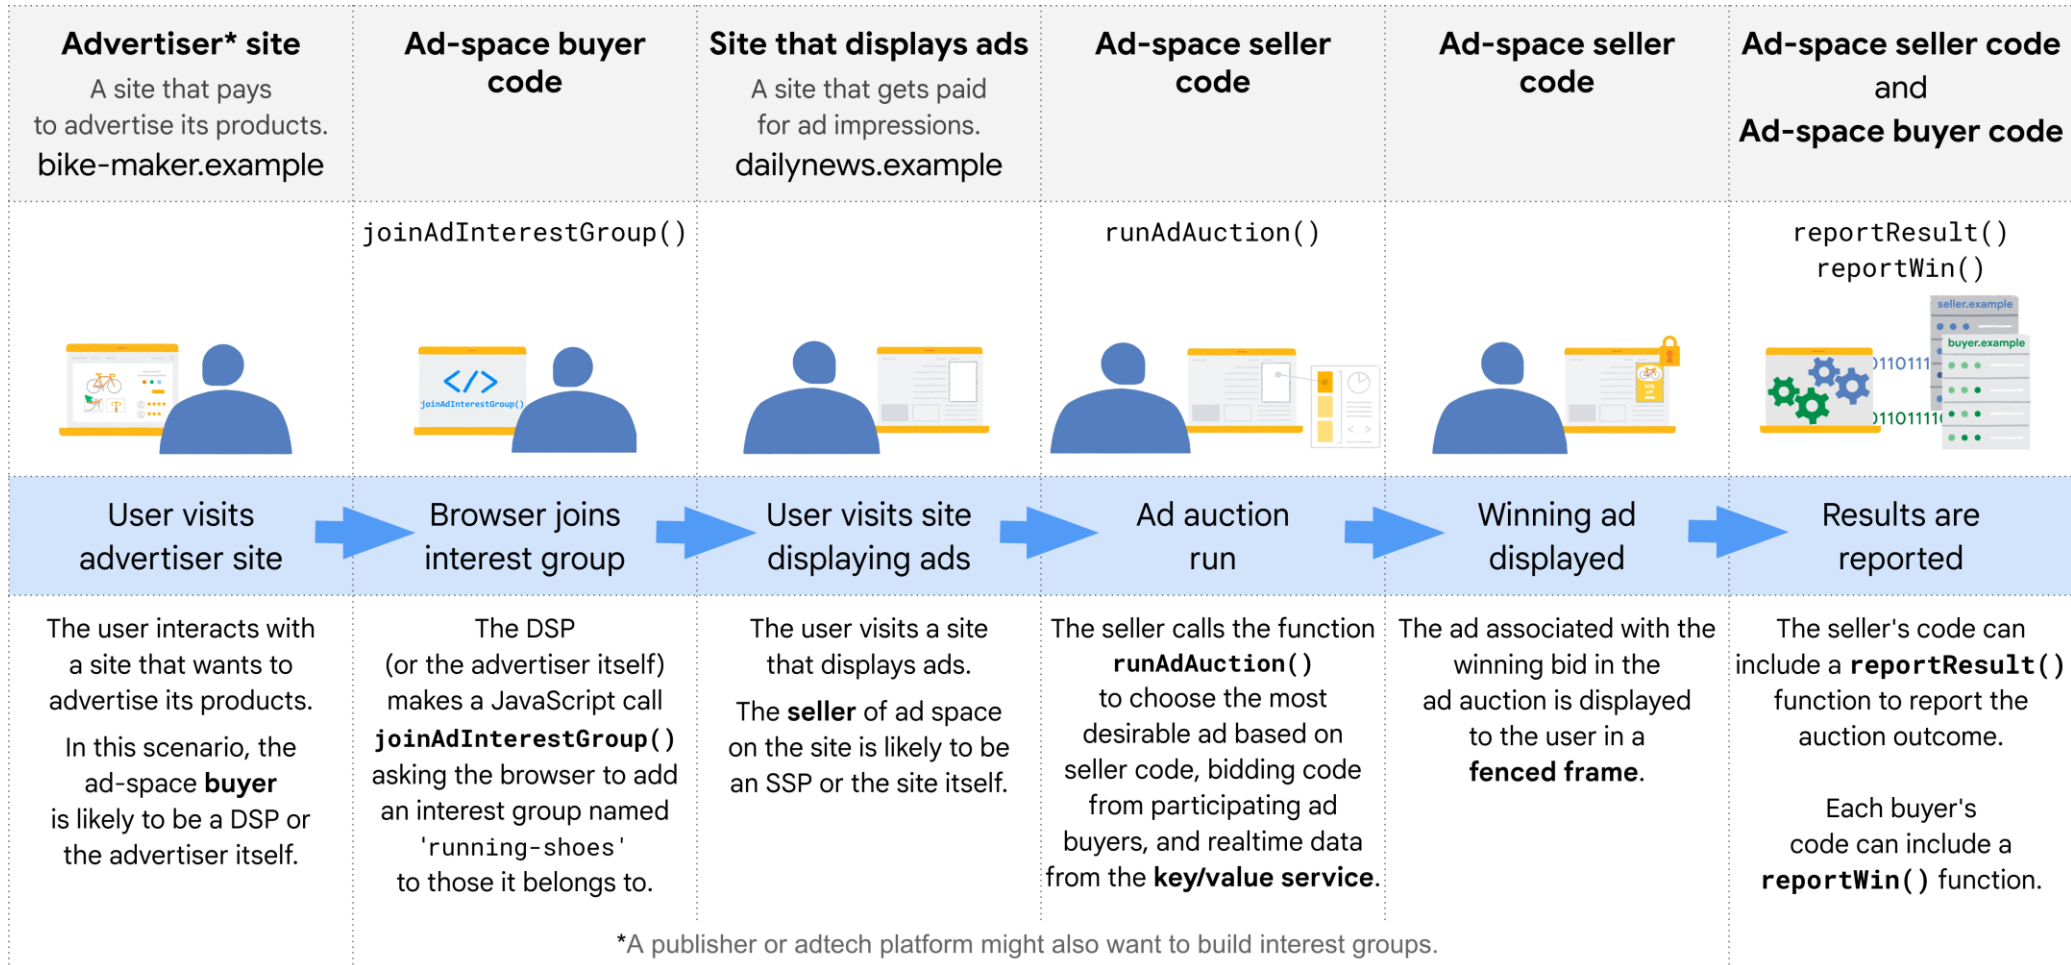 Advertiser* site
A site that pays
to advertise its products.
bike-maker.example
Ad-space buyer
code
Site that displays ads
A site that gets paid
for ad impressions.
dailynews.example
Ad-space seller
code
Ad-space seller
code
Ad-space seller code
and
Ad-space buyer code
joinAdInterestGroup()
runAdAuction()
reportResult()
reportWin()
</>
joinAdInterestGroup()
< >
seller.example
buyer.example
01101111
011011110
User visits
advertiser site
Browser joins
interest group
User visits site
displaying ads
Ad auction
run
Winning ad
displayed
Results are
reported
The user interacts with
a site that wants to
advertise its products.
In this scenario, the
ad-space buyer
is likely to be a DSP or
the advertiser itself.
The DSP
(or the advertiser itself)
makes a JavaScript call
joinAdInterestGroup()
asking the browser to add
an interest group named
'running-shoes'
to those it belongs to.
The user visits a site
that displays ads.
The seller of ad space
on the site is likely to be
an SSP or the site itself.
The seller calls the function
runAdAuction()
to choose the most
desirable ad based on
seller code, bidding code
from participating ad
buyers, and realtime data
from the key/value service.
The ad associated with the
winning bid in the
ad auction is displayed
to the user in a
fenced frame.
The seller's code can
include a reportResult()
function to report the
auction outcome.
Each buyer's
code can include a
reportWin() function.
*A publisher or adtech platform might also want to build interest groups.